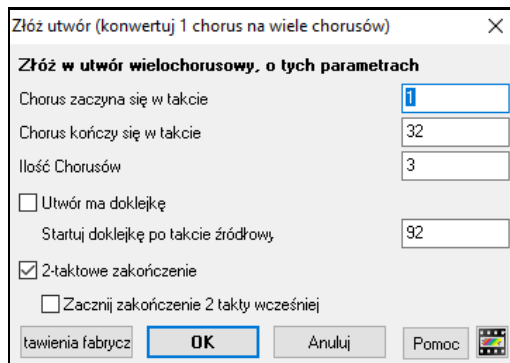 Złóż utwór (konwertuj 1 chorus na wiele chorusów)
Złóż w utwór wielochorusowy, o tych parametrach
Chorus zaczyna się w takcie 1
Chorus kończy się w takcie 32
Ilość Chorusów 3
Utwór ma doklejkę
Startuj doklejkę po takcie źródłowy 92
2-taktowe zakończenie
Zacznij zakończenie 2 takty wcześniej
tawienia fabrycz OK Anuluj Pomoc